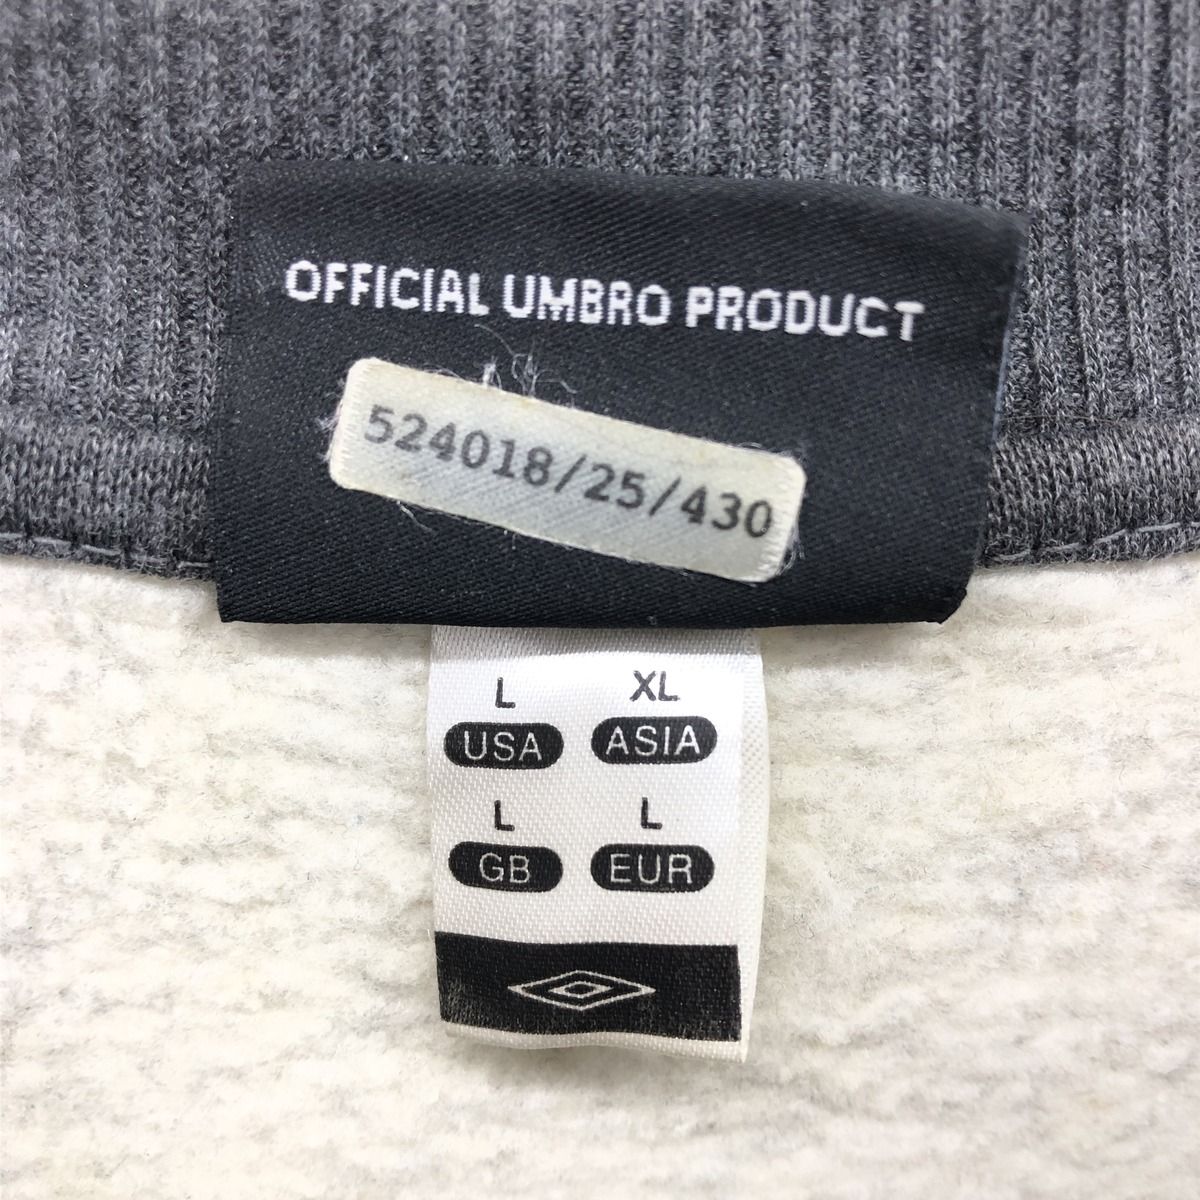 OFFICIAL UMBRO PRODUCT
524018/25/430
L XL
USA ASIA
L L
GB EUR